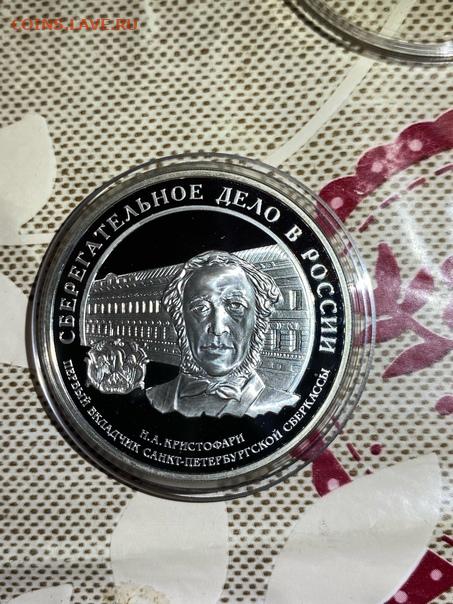 COINS.LAVE.RU
СБЕРЕГАТЕЛЬНОЕ ДЕЛО В РОССИИ
Н.А. КРИСТОФАРИ
ПЕРВЫЙ ВКЛАДЧИК САНКТ-ПЕТЕРБУРГСКОЙ СБЕРКАССЫ